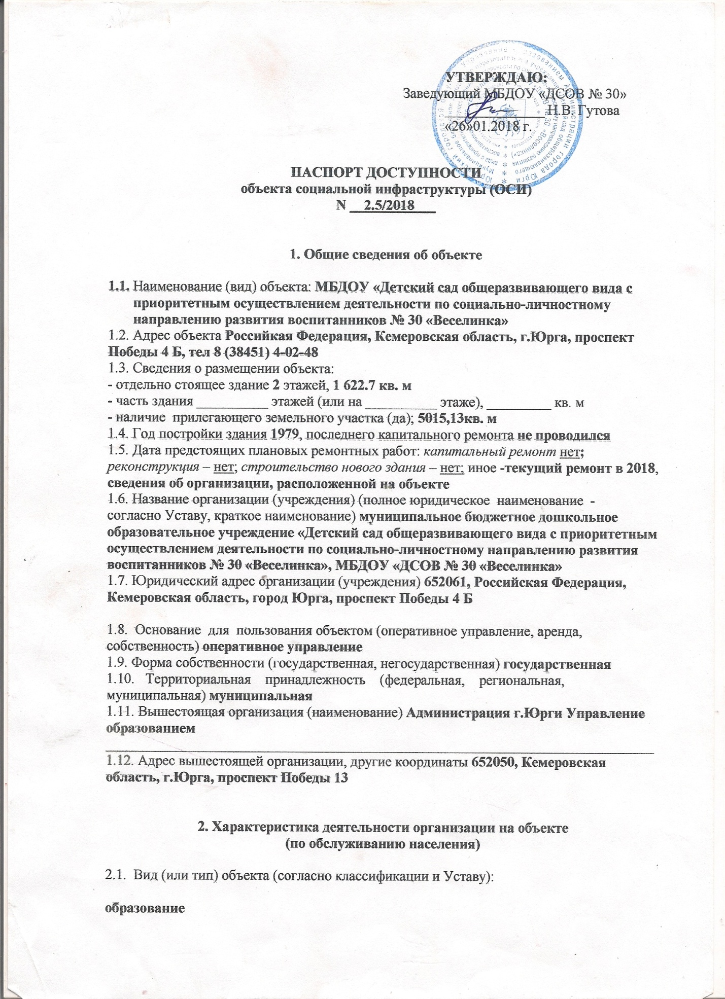 УТВЕРЖДАЮ:
Заведующий МБДОУ «ДСОВ № 30»
______________ Н.В. Гутова
«26»01.2018 г.
ПАСПОРТ ДОСТУПНОСТИ
объекта социальной инфраструктуры (ОСИ)
N __2.5/2018___
1. Общие сведения об объекте
1.1. Наименование (вид) объекта: МБДОУ «Детский сад общеразвивающего вида с
приоритетным осуществлением деятельности по социально-личностному
направлению развития воспитанников № 30 «Веселинка»
1.2. Адрес объекта Российкая Федерация, Кемеровская область, г.Юрга, проспект
Победы 4 Б, тел 8 (38451) 4-02-48
1.3. Сведения о размещении объекта:
- отдельно стоящее здание 2 этажей, 1 622.7 кв. м
- часть здания __________ этажей (или на __________ этаже), _________ кв. м
- наличие прилегающего земельного участка (да); 5015,13кв. м
1.4. Год постройки здания 1979, последнего капитального ремонта не проводился
1.5. Дата предстоящих плановых ремонтных работ: капитальный ремонт нет;
реконструкция – нет; строительство нового здания – нет; иное -текущий ремонт в 2018,
сведения об организации, расположенной на объекте
1.6. Название организации (учреждения) (полное юридическое наименование -
согласно Уставу, краткое наименование) муниципальное бюджетное дошкольное
образовательное учреждение «Детский сад общеразвивающего вида с приоритетным
осуществлением деятельности по социально-личностному направлению развития
воспитанников № 30 «Веселинка», МБДОУ «ДСОВ № 30 «Веселинка»
1.7. Юридический адрес организации (учреждения) 652061, Российская Федерация,
Кемеровская область, город Юрга, проспект Победы 4 Б
1.8. Основание для пользования объектом (оперативное управление, аренда,
собственность) оперативное управление
1.9. Форма собственности (государственная, негосударственная) государственная
1.10. Территориальная принадлежность (федеральная, региональная,
муниципальная) муниципальная
1.11. Вышестоящая организация (наименование) Администрация г.Юрги Управление
образованием
1.12. Адрес вышестоящей организации, другие координаты 652050, Кемеровская
область, г.Юрга, проспект Победы 13
2. Характеристика деятельности организации на объекте
(по обслуживанию населения)
2.1. Вид (или тип) объекта (согласно классификации и Уставу):
образование